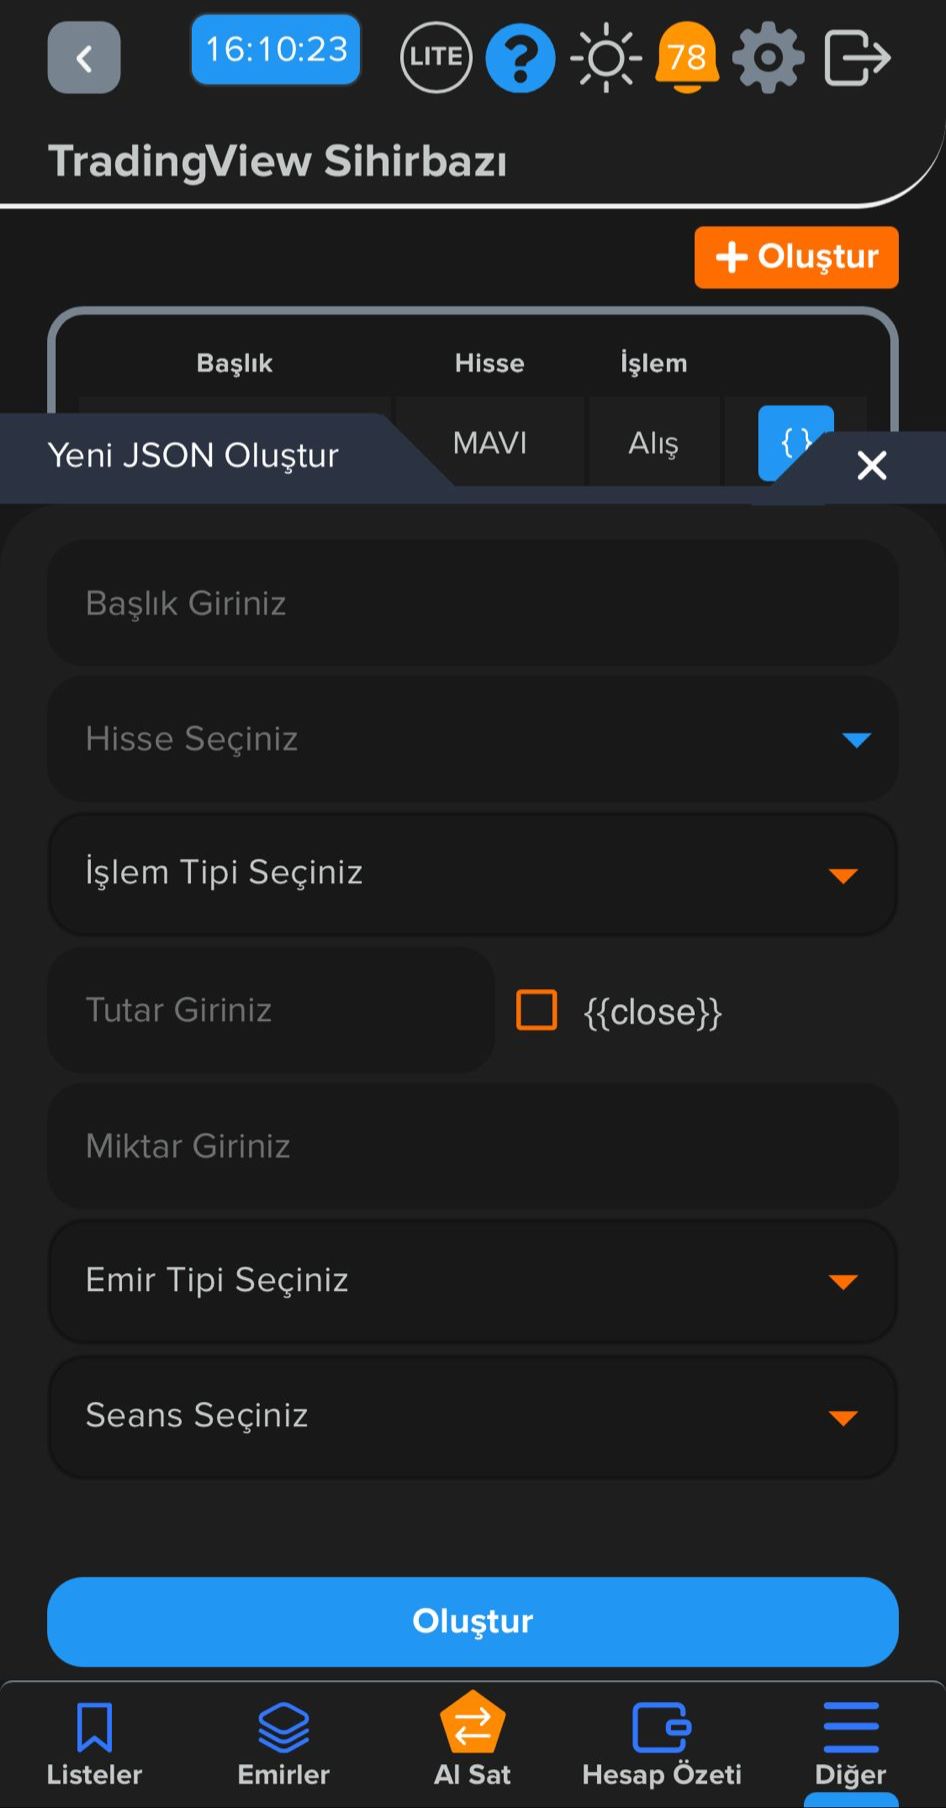 16:10:23 LITE ? 78
TradingView Sihirbazı
+ Oluştur
Başlık Hisse İşlem
MAVI Alış { }
Yeni JSON Oluştur
Başlık Giriniz
Hisse Seçiniz
İşlem Tipi Seçiniz
Tutar Giriniz {{close}}
Miktar Giriniz
Emir Tipi Seçiniz
Seans Seçiniz
Oluştur
Listeler Emirler Al Sat Hesap Özeti Diğer